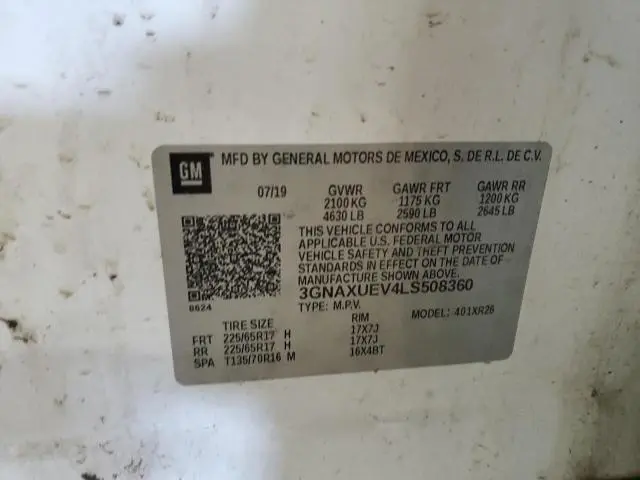 GM
MFD BY GENERAL MOTORS DE MEXICO, S. DE R.L. DE C.V.
07/19 GVWR GAWR FRT GAWR RR
2100 KG 1175 KG 1200 KG
4630 LB 2590 LB 2645 LB
THIS VEHICLE CONFORMS TO ALL
APPLICABLE U.S. FEDERAL MOTOR
VEHICLE SAFETY AND THEFT PREVENTION
STANDARDS IN EFFECT ON THE DATE OF
MANUFACTURE SHOWN ABOVE.
3GNAXUEV4LS508360
8624
TYPE: M.P.V. MODEL: 401XR26
TIRE SIZE RIM
FRT 225/65R17 H 17X7J
RR 225/65R17 H 17X7J
SPA T135/70R16 M 16X4BT